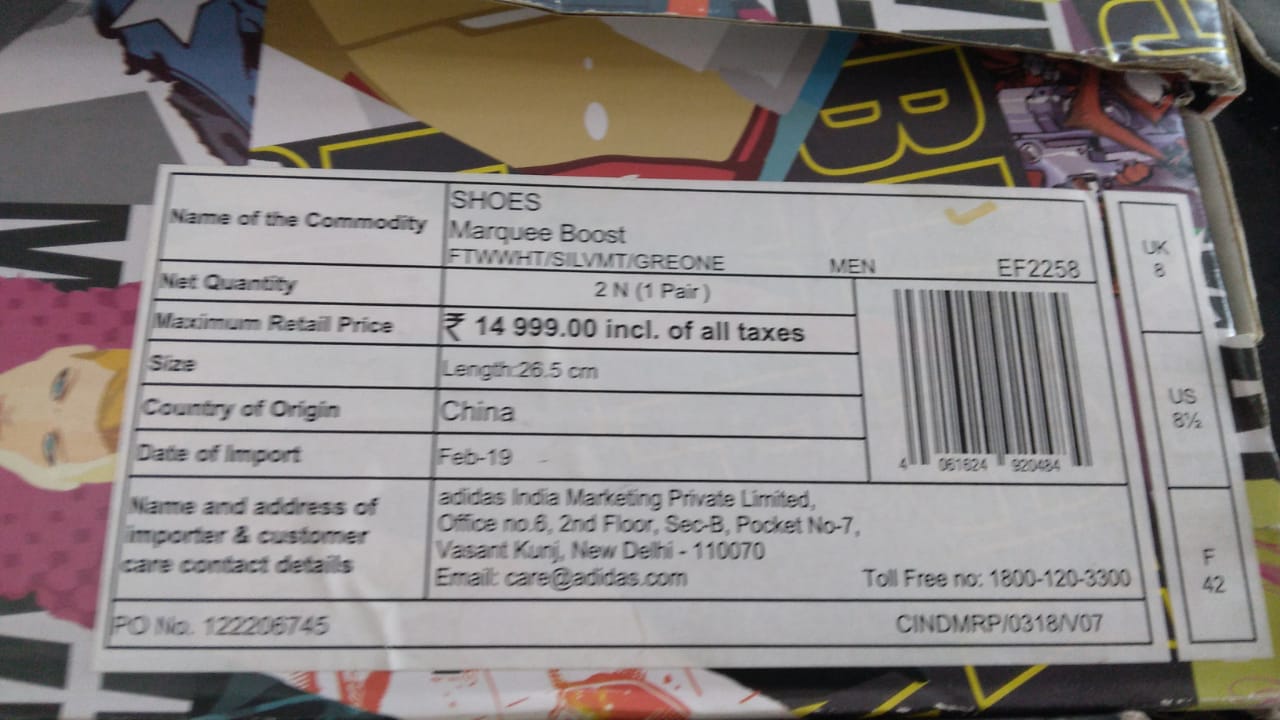 Name of the Commodity
SHOES
Marquee Boost
FTWWHT/SILVMT/GREONE MEN EF2258
Net Quantity 2 N (1 Pair)
Maximum Retail Price ₹ 14 999.00 incl. of all taxes
Size Length:26.5 cm
Country of Origin China
Date of Import Feb-19
4 061624 920484
Name and address of
importer & customer
care contact details
adidas India Marketing Private Limited,
Office no.6, 2nd Floor, Sec-B, Pocket No-7,
Vasant Kunj, New Delhi - 110070
Email: care@adidas.com Toll Free no: 1800-120-3300
PO No. 122206745 CINDMRP/0318/V07
UK
8
US
8½
F
42